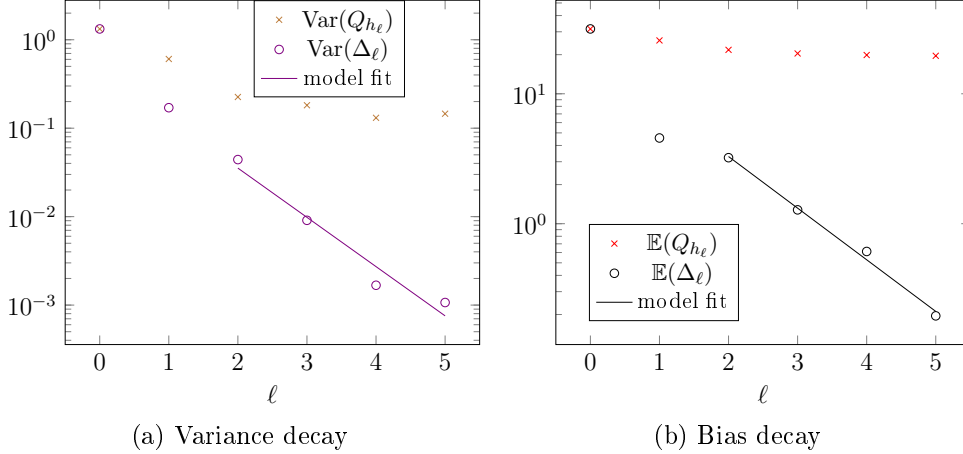 10^0
10^{-1}
10^{-2}
10^{-3}
0 1 2 3 4 5
ℓ
Var(Q_{h_ℓ})
Var(Δ_ℓ)
model fit
(a) Variance decay
10^1
10^0
0 1 2 3 4 5
ℓ
𝔼(Q_{h_ℓ})
𝔼(Δ_ℓ)
model fit
(b) Bias decay